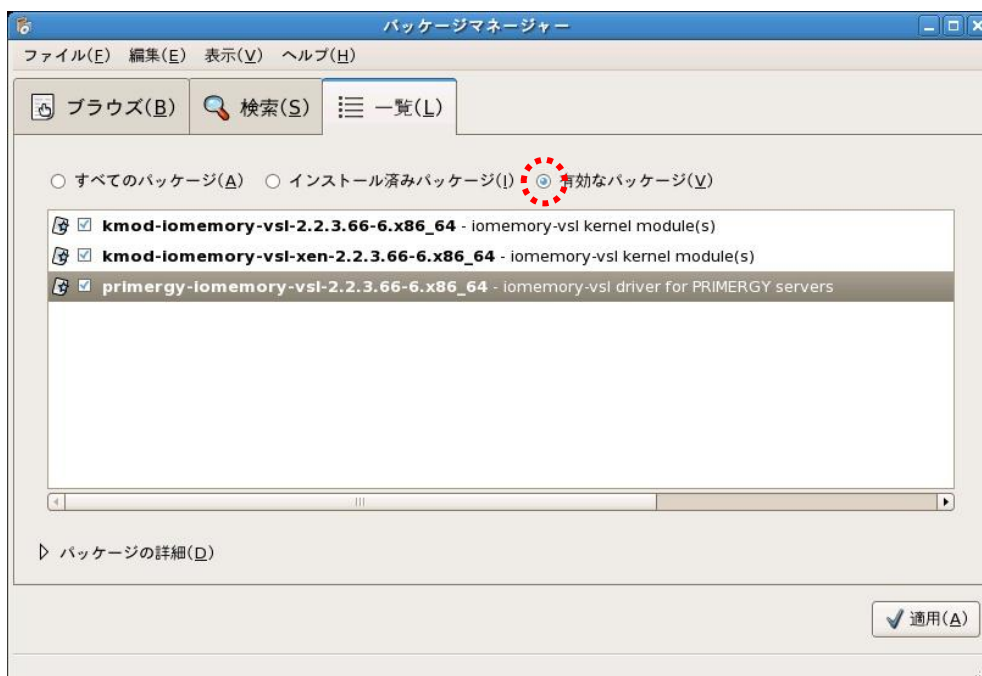 パッケージマネージャー
ファイル(F) 編集(E) 表示(V) ヘルプ(H)
ブラウズ(B) 検索(S) 一覧(L)
すべてのパッケージ(A) インストール済みパッケージ(I) 有効なパッケージ(V)
kmod-iomemory-vsl-2.2.3.66-6.x86_64 - iomemory-vsl kernel module(s)
kmod-iomemory-vsl-xen-2.2.3.66-6.x86_64 - iomemory-vsl kernel module(s)
primergy-iomemory-vsl-2.2.3.66-6.x86_64 - iomemory-vsl driver for PRIMERGY servers
パッケージの詳細(D)
適用(A)